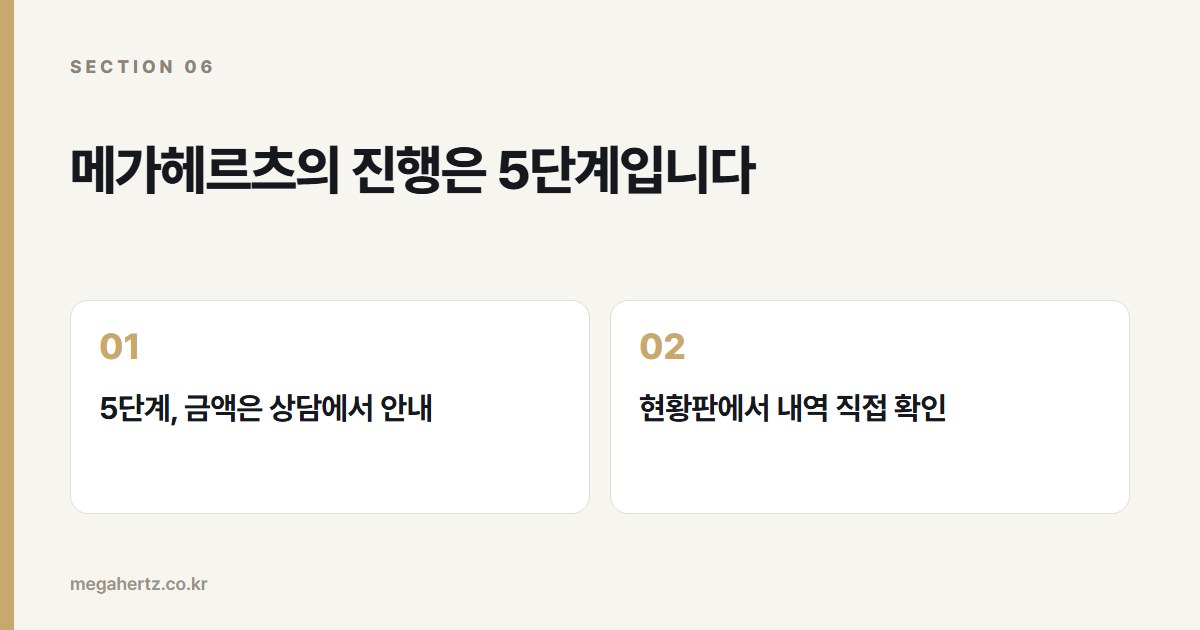 SECTION 06
메가헤르츠의 진행은 5단계입니다
01
5단계, 금액은 상담에서 안내
02
현황판에서 내역 직접 확인
megahertz.co.kr